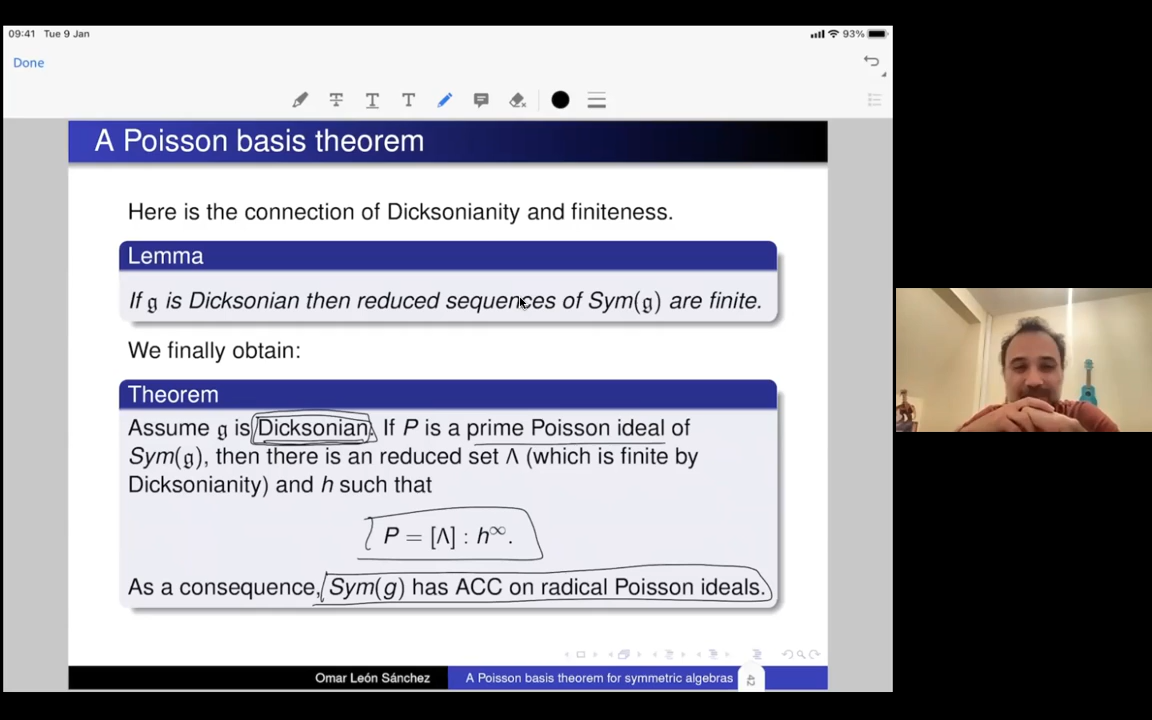 09:41 Tue 9 Jan
93%
Done
A Poisson basis theorem
Here is the connection of Dicksonianity and finiteness.
Lemma
If 𝔤 is Dicksonian then reduced sequences of Sym(𝔤) are finite.
We finally obtain:
Theorem
Assume 𝔤 is Dicksonian. If P is a prime Poisson ideal of
Sym(𝔤), then there is an reduced set Λ (which is finite by
Dicksonianity) and h such that
P = [Λ] : h^∞.
As a consequence, Sym(g) has ACC on radical Poisson ideals.
Omar León Sánchez
A Poisson basis theorem for symmetric algebras
42